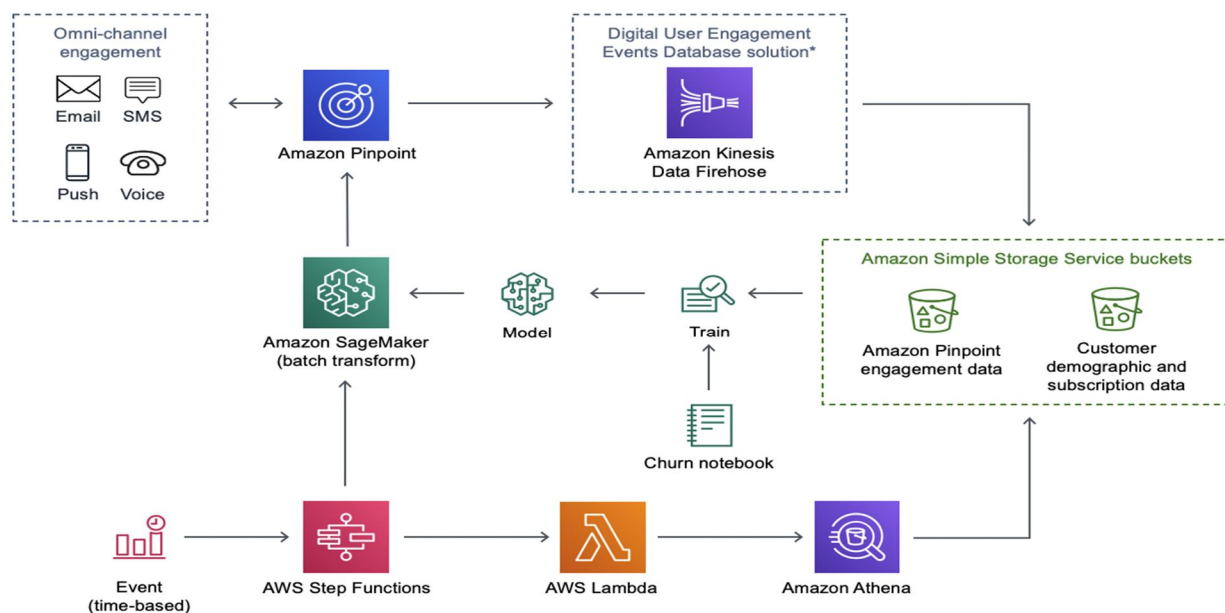 Omni-channel
engagement
Email
SMS
Push
Voice
Amazon Pinpoint
Digital User Engagement
Events Database solution*
Amazon Kinesis
Data Firehose
Amazon Simple Storage Service buckets
Amazon Pinpoint
engagement data
Customer
demographic and
subscription data
Train
Model
Amazon SageMaker
(batch transform)
Churn notebook
Event
(time-based)
AWS Step Functions
AWS Lambda
Amazon Athena